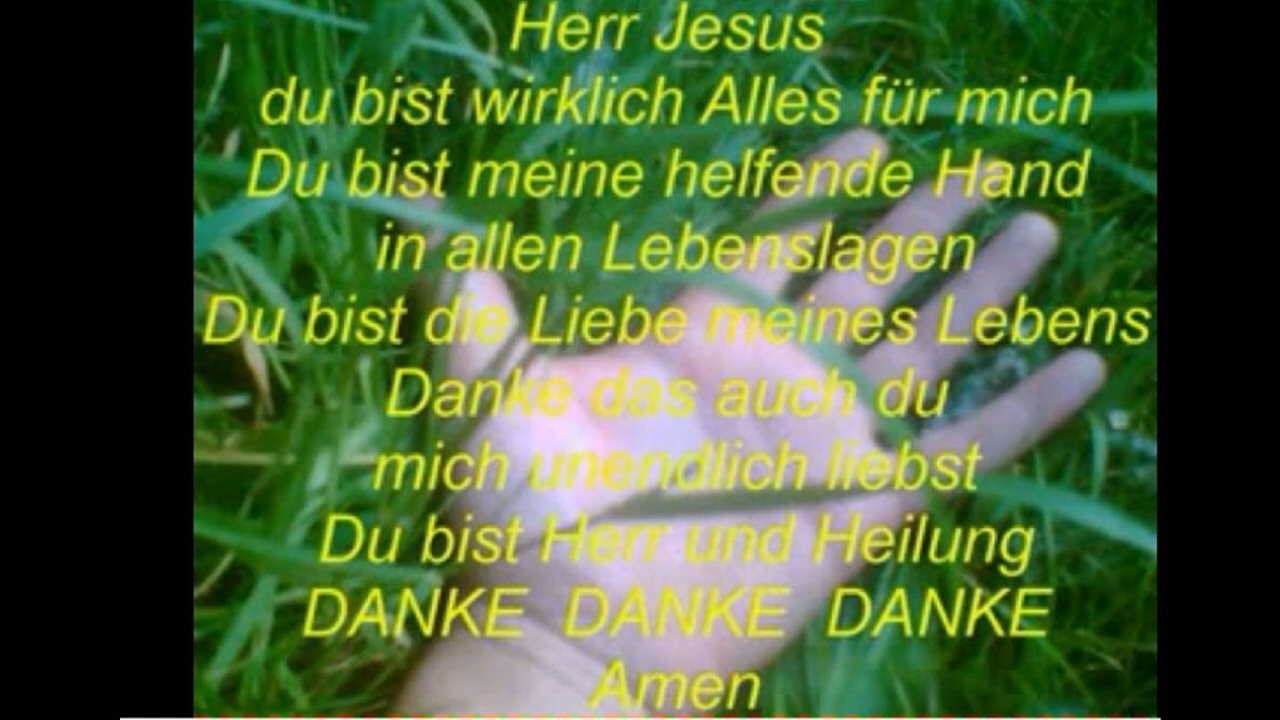 Herr Jesus
du bist wirklich Alles für mich
Du bist meine helfende Hand
in allen Lebenslagen
Du bist die Liebe meines Lebens
Danke das auch du
mich unendlich liebst
Du bist Herr und Heilung
DANKE DANKE DANKE
Amen